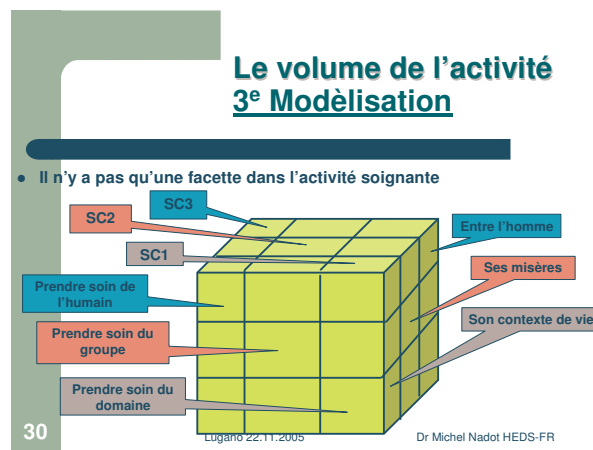 Le volume de l'activité
3e Modèlisation
Il n'y a pas qu'une facette dans l'activité soignante
SC3
SC2
SC1
Entre l'homme
Ses misères
Son contexte de vie
Prendre soin de
l'humain
Prendre soin du
groupe
Prendre soin du
domaine
30
Lugano 22.11.2005
Dr Michel Nadot HEDS-FR